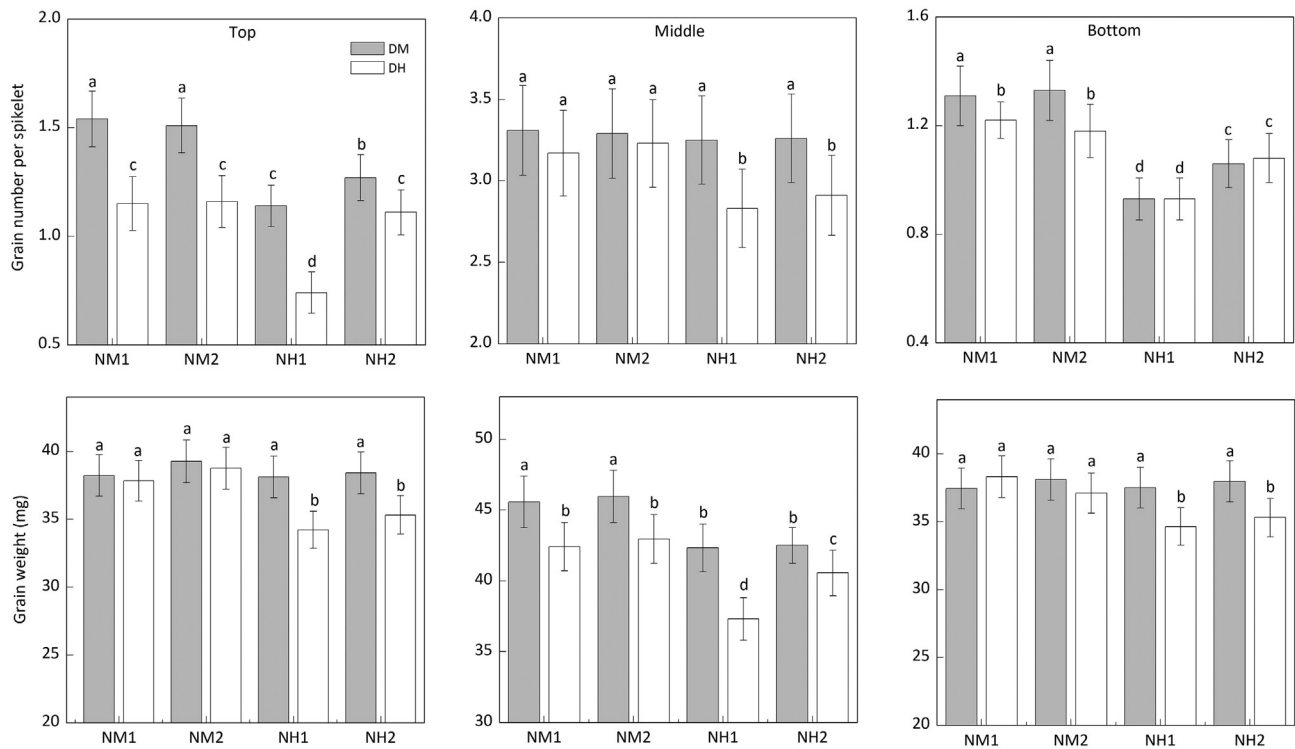 Top
DM
DH
Grain number per spikelet
2.0
1.5
1.0
0.5
a
c
a
c
c
d
b
c
NM1 NM2 NH1 NH2
Middle
4.0
3.5
3.0
2.5
2.0
a
a
a
a
a
b
a
b
NM1 NM2 NH1 NH2
Bottom
1.6
1.2
0.8
0.4
a
b
a
b
d
d
c
c
NM1 NM2 NH1 NH2
Grain weight (mg)
40
35
30
25
20
a
a
a
a
a
b
a
b
NM1 NM2 NH1 NH2
50
45
40
35
30
a
b
a
b
b
d
b
c
NM1 NM2 NH1 NH2
40
35
30
25
20
a
a
a
a
a
b
a
b
NM1 NM2 NH1 NH2